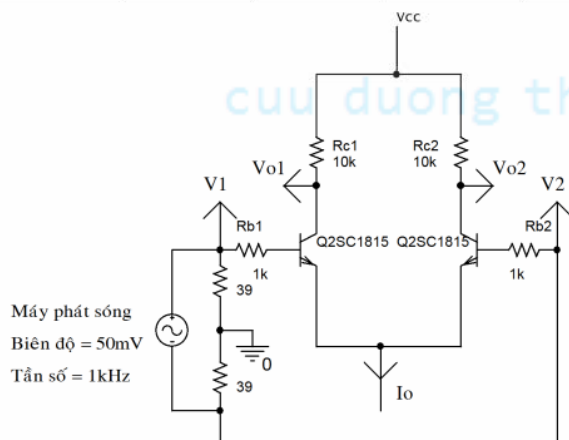 Vcc
cuu duong th
Rc1
10k
Rc2
10k
Vo1
Vo2
V1
V2
Rb1
1k
Q2SC1815
Q2SC1815
Rb2
1k
39
0
39
Máy phát sóng
Biên dộ = 50mV
Tần số = 1kHz
Io